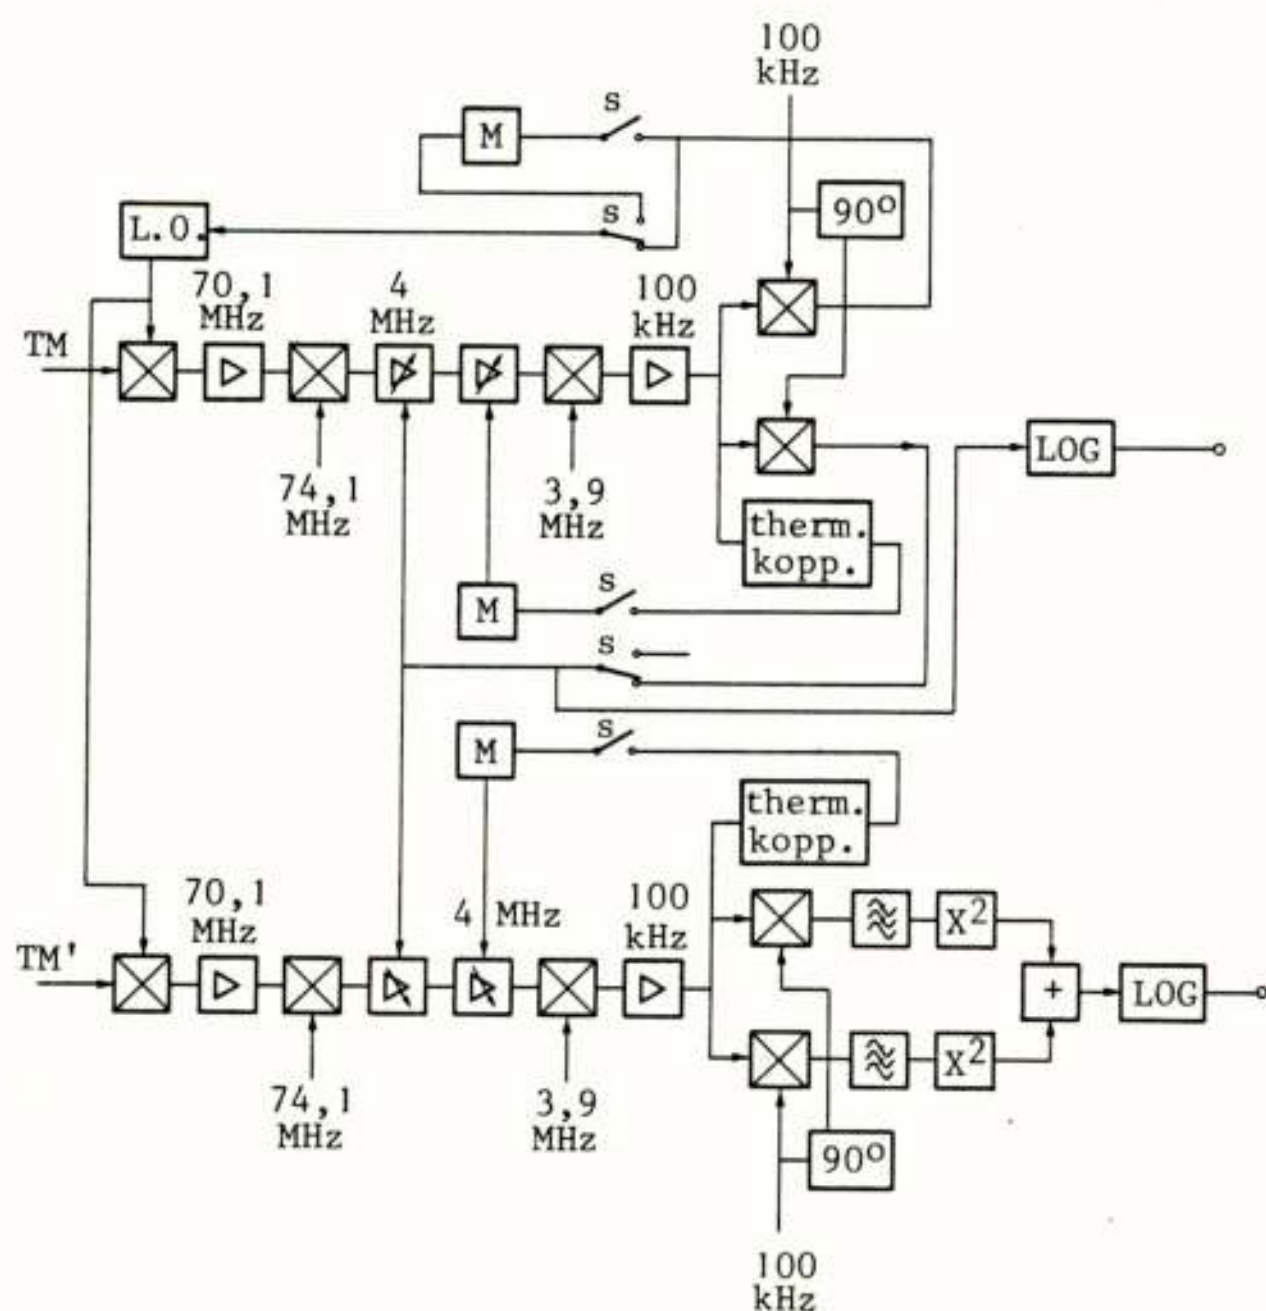 100
kHz
S
M
90°
S
L.O.
70,1
MHz
4
MHz
100
kHz
TM
LOG
74,1
MHz
3,9
MHz
therm.
kopp.
S
M
S
S
M
therm.
kopp.
70,1
MHz
4 MHz
100
kHz
X²
TM'
+
LOG
X²
74,1
MHz
3,9
MHz
90°
100
kHz